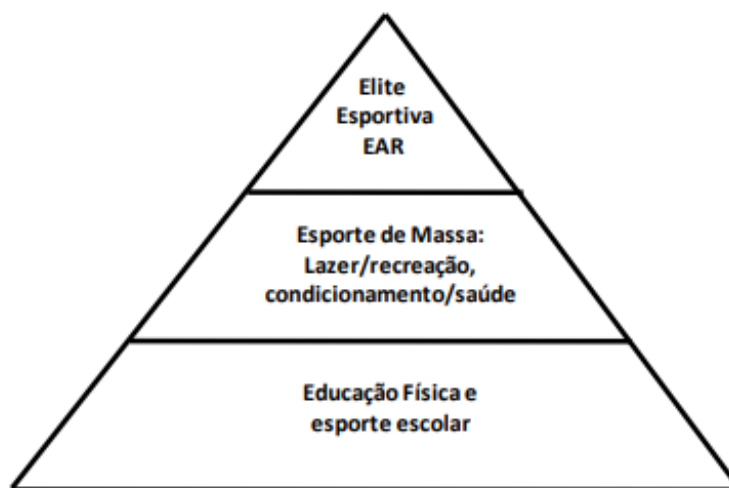 Elite
Esportiva
EAR
Esporte de Massa:
Lazer/recreação,
condicionamento/saúde
Educação Física e
esporte escolar